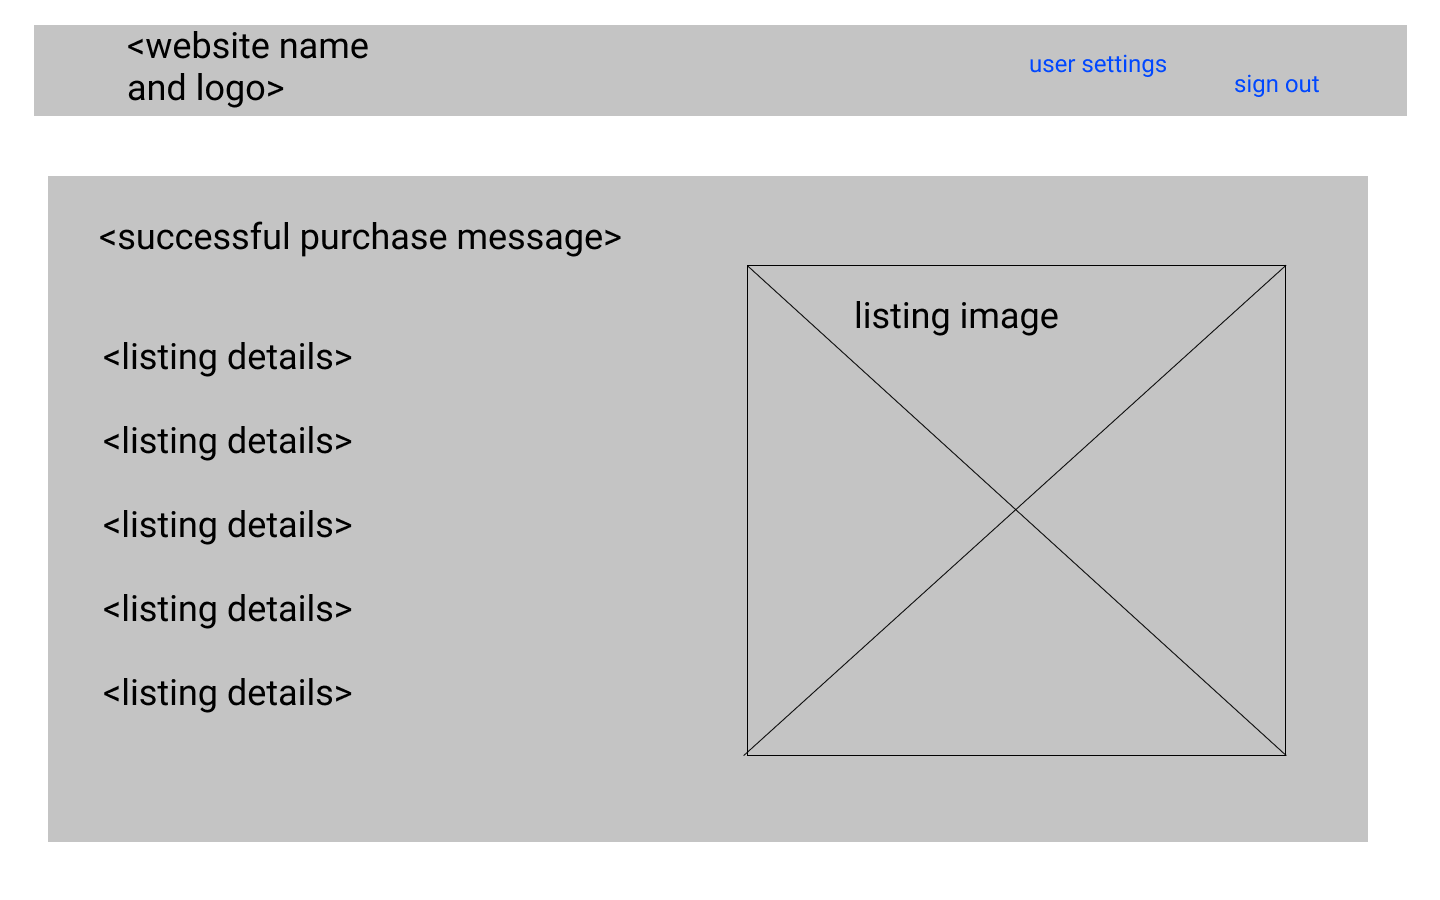 <website name
and logo>
user settings
sign out
<successful purchase message>
listing image
<listing details>
<listing details>
<listing details>
<listing details>
<listing details>